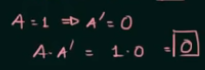 A = 1 ⇒ A' = 0
A · A' = 1 · 0 = 0